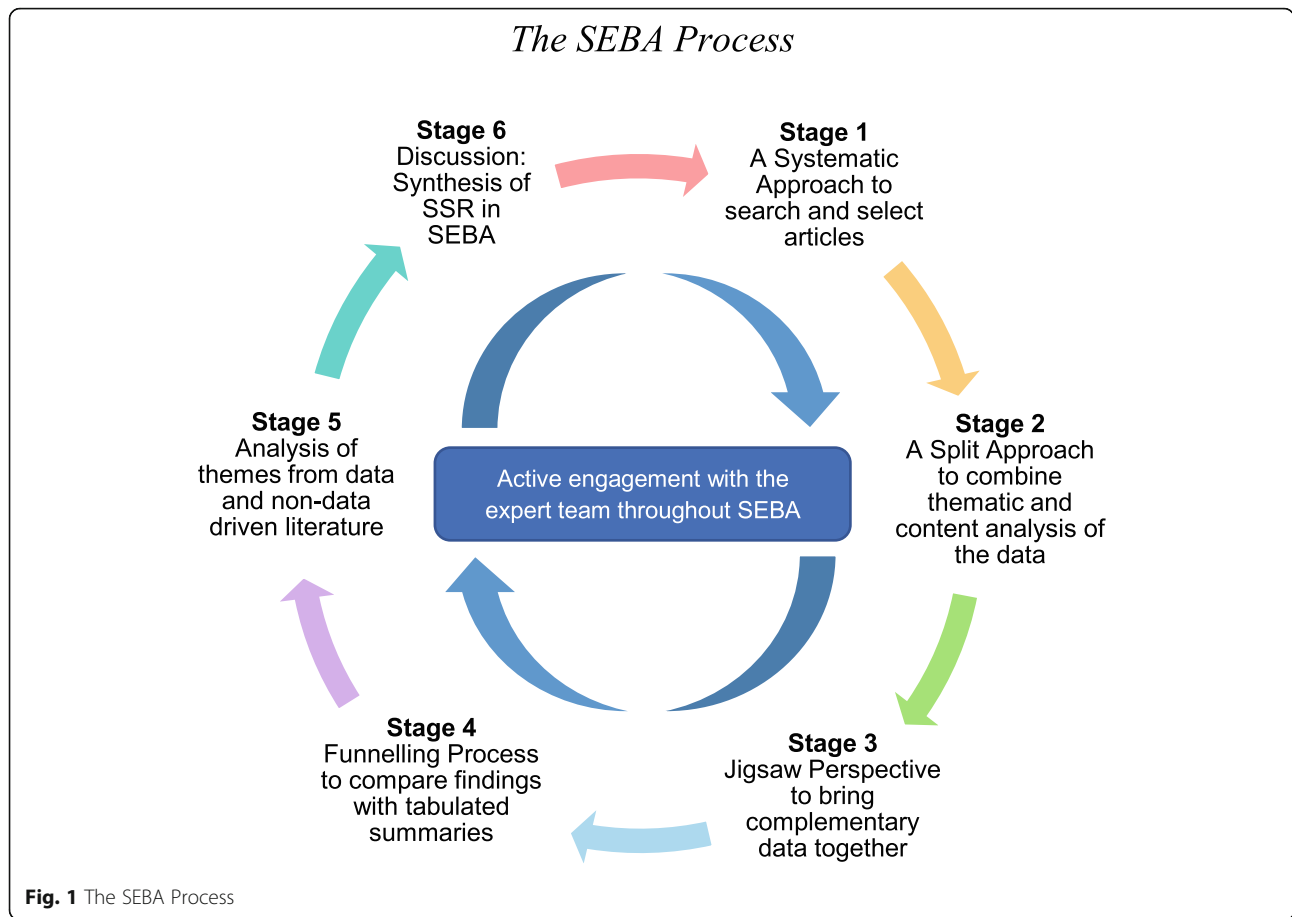 The SEBA Process
Stage 1
A Systematic
Approach to
search and select
articles
Stage 2
A Split Approach
to combine
thematic and
content analysis of
the data
Stage 3
Jigsaw Perspective
to bring
complementary
data together
Stage 4
Funnelling Process
to compare findings
with tabulated
summaries
Stage 5
Analysis of
themes from data
and non-data
driven literature
Stage 6
Discussion:
Synthesis of
SSR in
SEBA
Active engagement with the
expert team throughout SEBA
Fig. 1 The SEBA Process